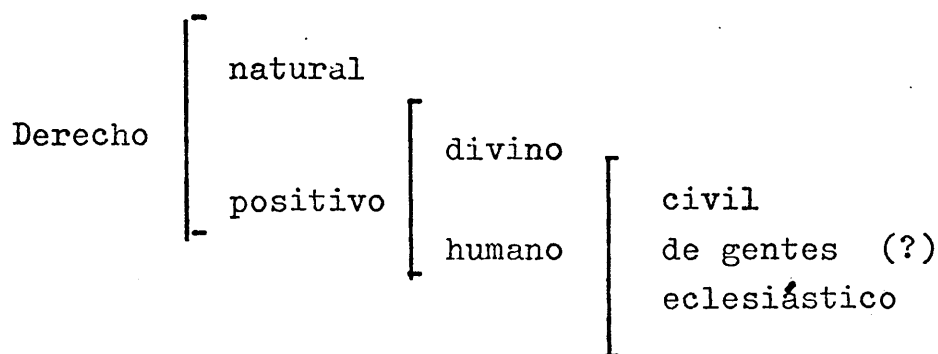 natural
Derecho
divino
positivo
civil
humano
de gentes (?)
eclesiástico